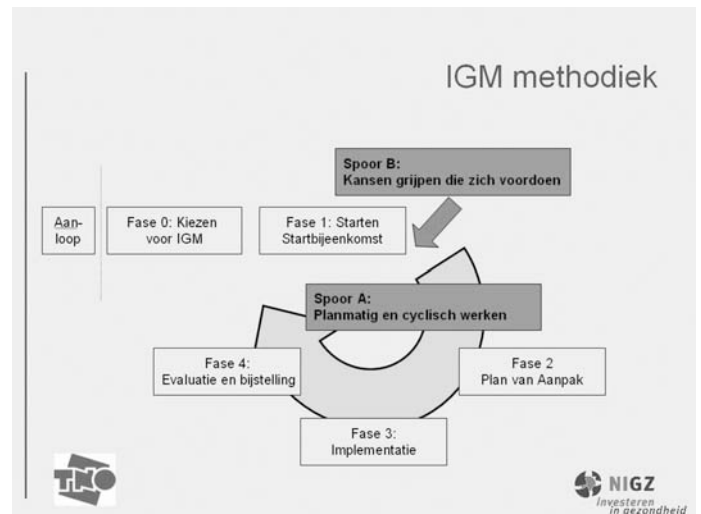 IGM methodiek
Spoor B:
Kansen grijpen die zich voordoen
Aan-
loop
Fase 0: Kiezen
voor IGM
Fase 1: Starten
Startbijeenkomst
Spoor A:
Planmatig en cyclisch werken
Fase 4:
Evaluatie en bijstelling
Fase 2
Plan van Aanpak
Fase 3:
Implementatie
TNO
NIGZ
Investeren
in gezondheid